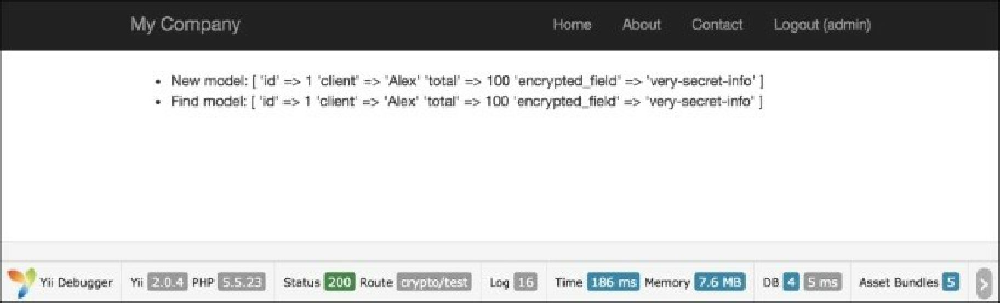 My Company Home About Contact Logout (admin)
• New model: [ 'id' => 1 'client' => 'Alex' 'total' => 100 'encrypted_field' => 'very-secret-info' ]
• Find model: [ 'id' => 1 'client' => 'Alex' 'total' => 100 'encrypted_field' => 'very-secret-info' ]
Yii Debugger Yii 2.0.4 PHP 5.5.23 Status 200 Route crypto/test Log 16 Time 186 ms Memory 7.6 MB DB 4 5 ms Asset Bundles 5 >